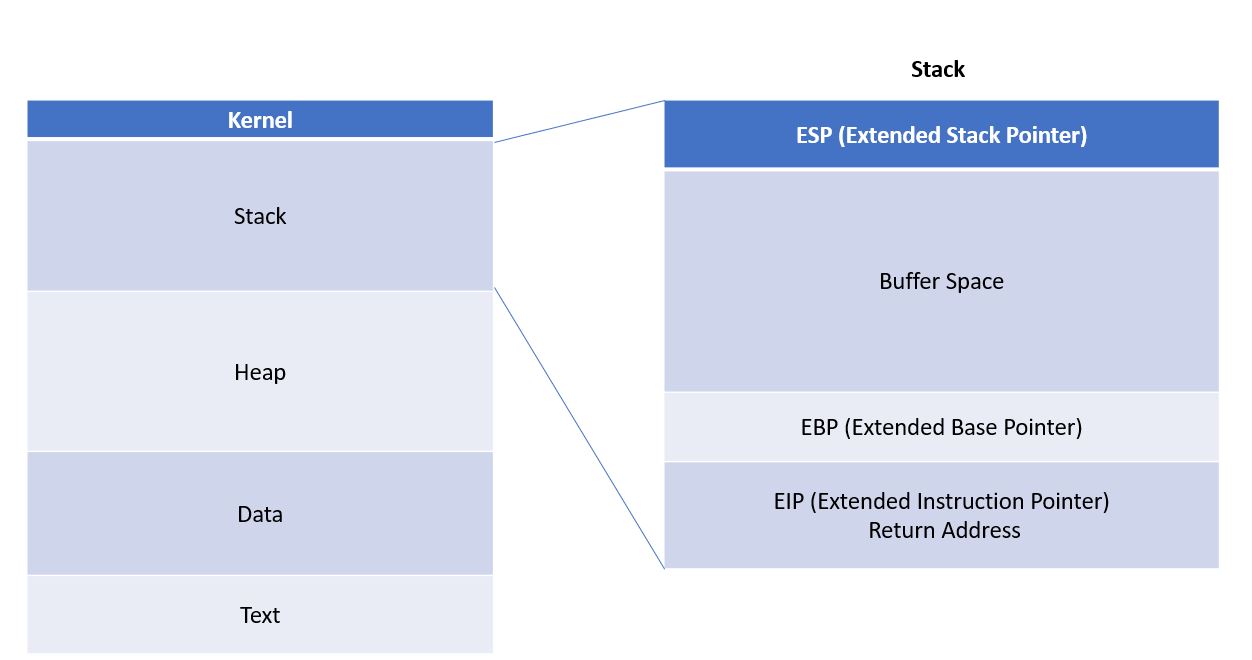 Stack
Kernel
Stack
Heap
Data
Text
ESP (Extended Stack Pointer)
Buffer Space
EBP (Extended Base Pointer)
EIP (Extended Instruction Pointer)
Return Address